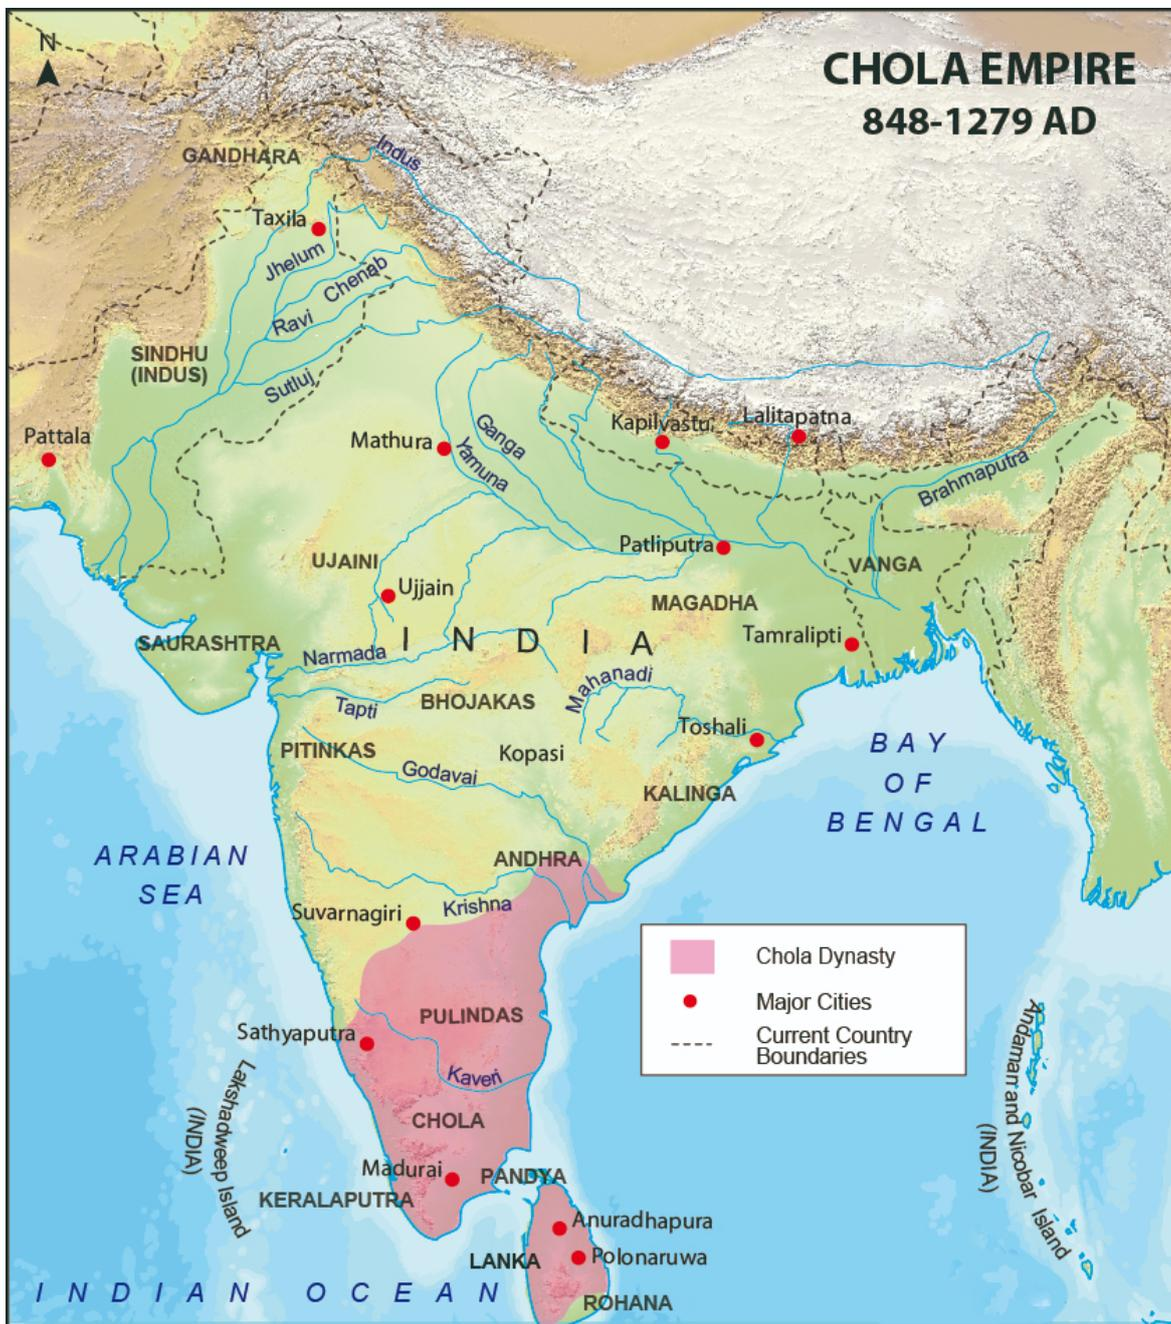 N
CHOLA EMPIRE
848-1279 AD
GANDHARA
Indus
Taxila
Jhelum
Chenab
Ravi
SINDHU
(INDUS)
Sutluj
Pattala
Mathura
Ganga
Yamuna
Kapilvastu
Lalitapatna
Brahmaputra
Patliputra
VANGA
UJAINI
Ujjain
MAGADHA
INDIA
Tamralipti
SAURASHTRA
Narmada
Mahanadi
Tapti
BHOJAKAS
Toshali
PITINKAS
Kopasi
Godavai
KALINGA
BAY
OF
BENGAL
ARABIAN
SEA
ANDHRA
Suvarnagiri
Krishna
Chola Dynasty
Major Cities
Current Country
Boundaries
PULINDAS
Sathyaputra
Kaveri
CHOLA
Lakshadweep Island
(INDIA)
Andaman and Nicobar Island
(INDIA)
Madurai
PANDYA
KERALAPUTRA
Anuradhapura
LANKA
Polonaruwa
ROHANA
INDIAN OCEAN